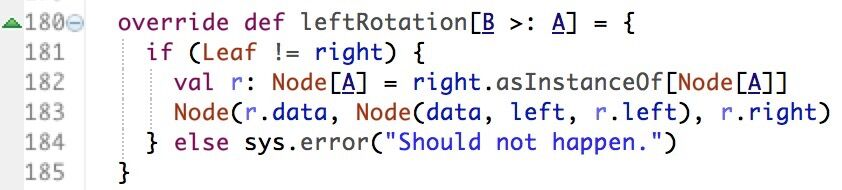 180 override def leftRotation[B >: A] = {
181 if (Leaf != right) {
182 val r: Node[A] = right.asInstanceOf[Node[A]]
183 Node(r.data, Node(data, left, r.left), r.right)
184 } else sys.error("Should not happen.")
185 }